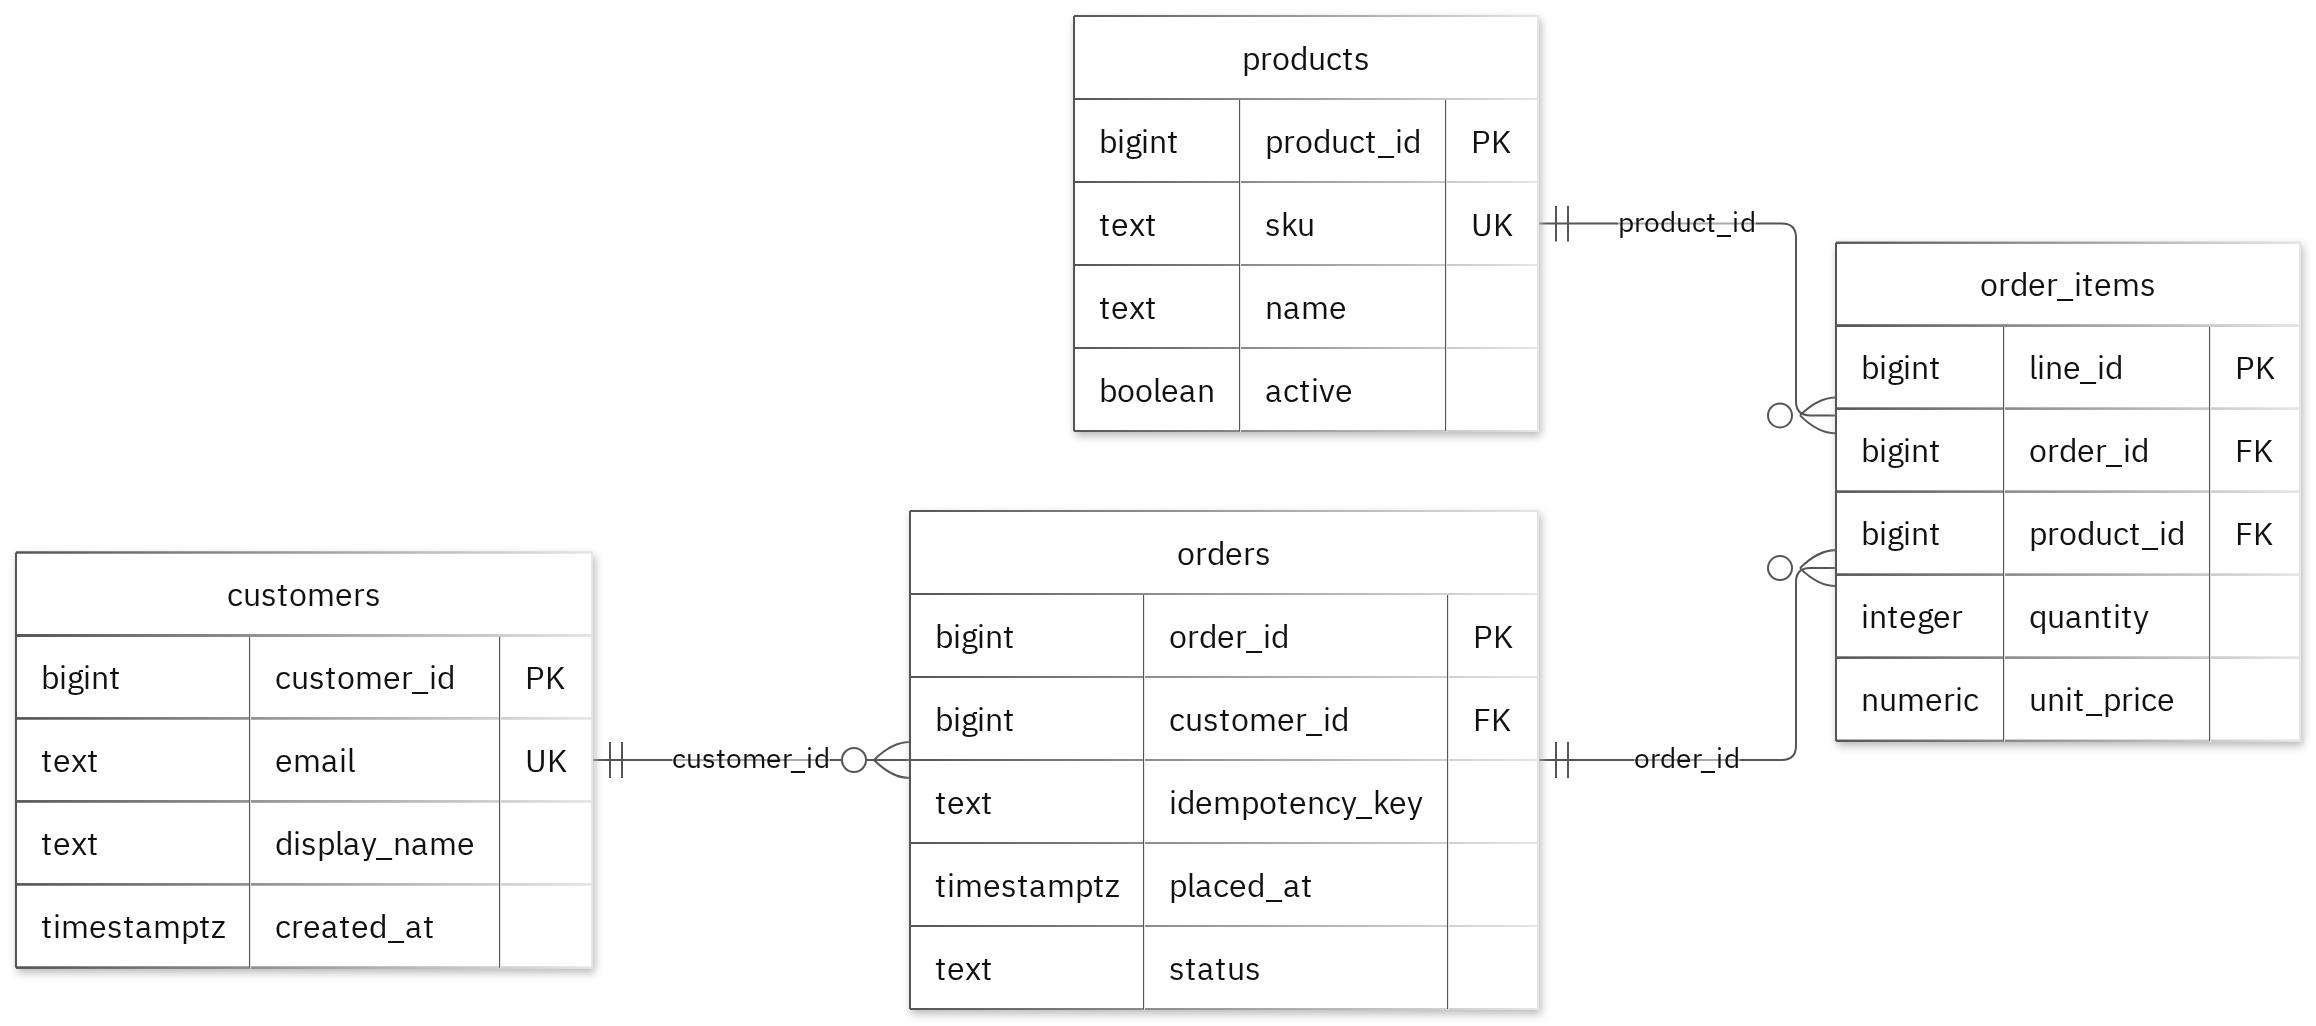 products
bigint product_id PK
text sku UK
text name
boolean active
product_id
order_items
bigint line_id PK
bigint order_id FK
bigint product_id FK
integer quantity
numeric unit_price
customers
bigint customer_id PK
text email UK
text display_name
timestamptz created_at
customer_id
orders
bigint order_id PK
bigint customer_id FK
text idempotency_key
timestamptz placed_at
text status
order_id